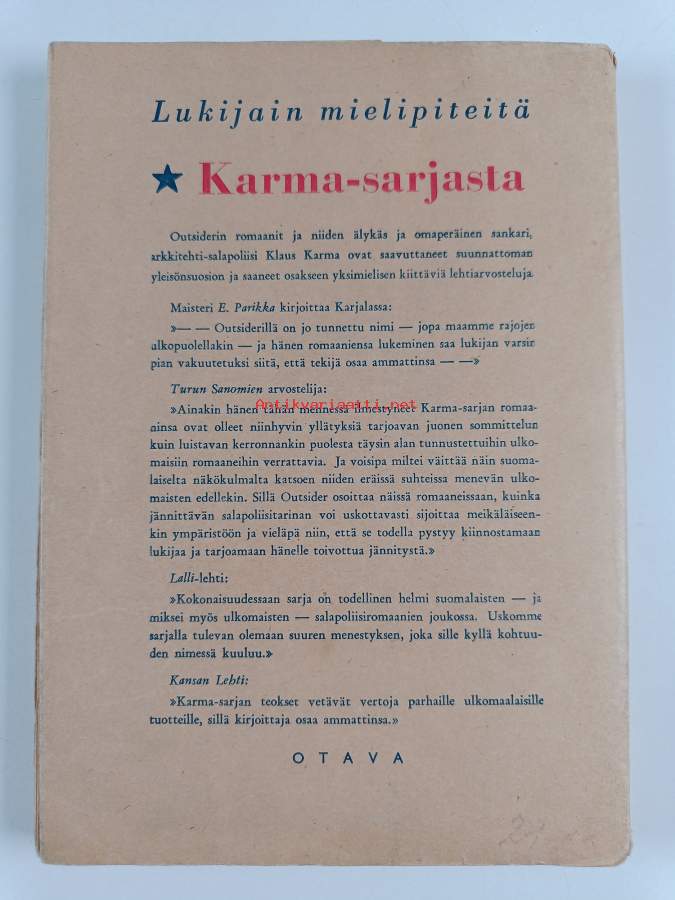 Lukijain mielipiteitä
★ Karma-sarjasta
Outsiderin romaanit ja niiden älykäs ja omaperäinen sankari,
arkkitehti-salapoliisi Klaus Karma ovat saavuttaneet suunnattoman
yleisönsuosion ja saaneet osakseen yksimielisen kiittäviä lehtiarvosteluja
Maisteri E. Parikka kirjoittaa Karjalassa:
»— — Outsiderillä on jo tunnettu nimi — jopa maamme rajojen
ulkopuolellakin — ja hänen romaaniensa lukeminen saa lukijan varsin
pian vakuutetuksi siitä, että tekijä osaa ammattinsa — —»
Turun Sanomien arvostelija:
»Ainakin hänen tähän mennessä ilmestyneet Karma-sarjan romaa-
Antikvariaatti.net
ninsa ovat olleet niinhyvin yllätyksiä tarjoavan juonen sommittelun
kuin luistavan kerronnankin puolesta täysin alan tunnustettuihin ulko-
maisiin romaaneihin verrattavia. Ja voisipa miltei väittää näin suoma-
laiselta näkökulmalta katsoen niiden eräissä suhteissa menevän ulko-
maisten edellekin. Sillä Outsider osoittaa näissä romaaneissaan, kuinka
jännittävän salapoliisitarinan voi uskottavasti sijoittaa meikäläiseen-
kin ympäristöön ja vieläpä niin, että se todella pystyy kiinnostamaan
lukijaa ja tarjoamaan hänelle toivottua jännitystä.»
Lalli-lehti:
»Kokonaisuudessaan sarja on todellinen helmi suomalaisten — ja
miksei myös ulkomaisten — salapoliisiromaanien joukossa. Uskomme
sarjalla tulevan olemaan suuren menestyksen, joka sille kyllä kohtuu-
den nimessä kuuluu.»
Kansan Lehti:
»Karma-sarjan teokset vetävät vertoja parhaille ulkomaalaisille
tuotteille, sillä kirjoittaja osaa ammattinsa.»
OTAVA